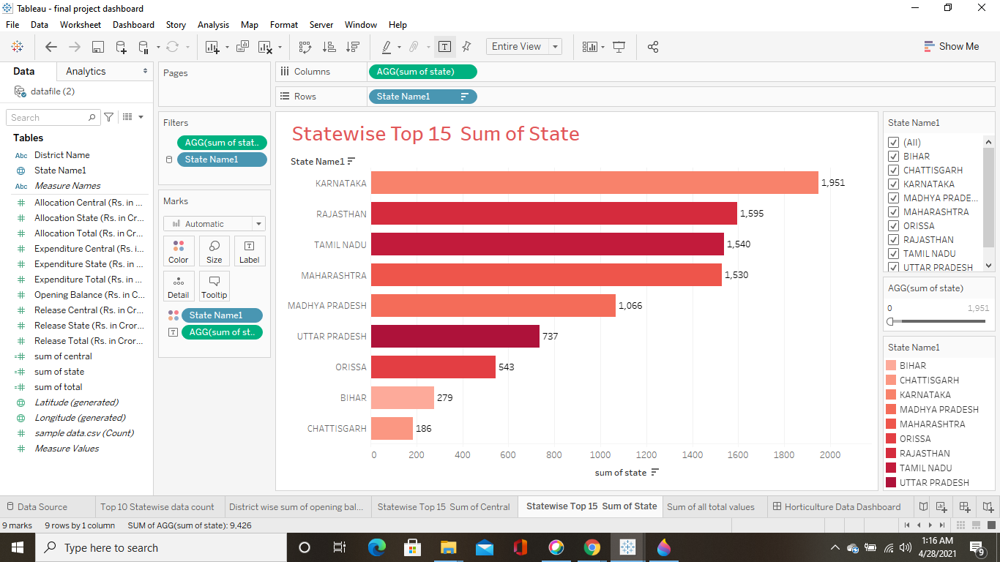 Tableau - final project dashboard
File Data Worksheet Dashboard Story Analysis Map Format Server Window Help
Entire View
Show Me
Data Analytics
datafile (2)
Search
Tables
Abc District Name
State Name1
Abc Measure Names
Allocation Central (Rs. in ...
Allocation State (Rs. in Cr...
Allocation Total (Rs. in Cr...
Expenditure Central (Rs. i...
Expenditure State (Rs. in ...
Expenditure Total (Rs. in ...
Opening Balance (Rs. in C...
Release Central (Rs. in Cr...
Release State (Rs. in Cror...
Release Total (Rs. in Cror...
sum of central
sum of state
sum of total
Latitude (generated)
Longitude (generated)
sample data.csv (Count)
Measure Values
Pages
Filters
AGG(sum of stat..
State Name1
Marks
Automatic
Color Size Label
Detail Tooltip
State Name1
AGG(sum of st..
Columns AGG(sum of state)
Rows State Name1
Statewise Top 15  Sum of State
State Name1
KARNATAKA 1,951
RAJASTHAN 1,595
TAMIL NADU 1,540
MAHARASHTRA 1,530
MADHYA PRADESH 1,066
UTTAR PRADESH 737
ORISSA 543
BIHAR 279
CHATTISGARH 186
0 200 400 600 800 1000 1200 1400 1600 1800 2000
sum of state
State Name1
(All)
BIHAR
CHATTISGARH
KARNATAKA
MADHYA PRADE...
MAHARASHTRA
ORISSA
RAJASTHAN
TAMIL NADU
UTTAR PRADESH
AGG(sum of state)
0 1,951
State Name1
BIHAR
CHATTISGARH
KARNATAKA
MADHYA PRADESH
MAHARASHTRA
ORISSA
RAJASTHAN
TAMIL NADU
UTTAR PRADESH
Data Source Top 10 Statewise data count District wise sum of opening bal... Statewise Top 15  Sum of Central Statewise Top 15  Sum of State Sum of all total values Horticulture Data Dashboard
9 marks 9 rows by 1 column SUM of AGG(sum of state): 9,426
Type here to search
1:16 AM
4/28/2021
9